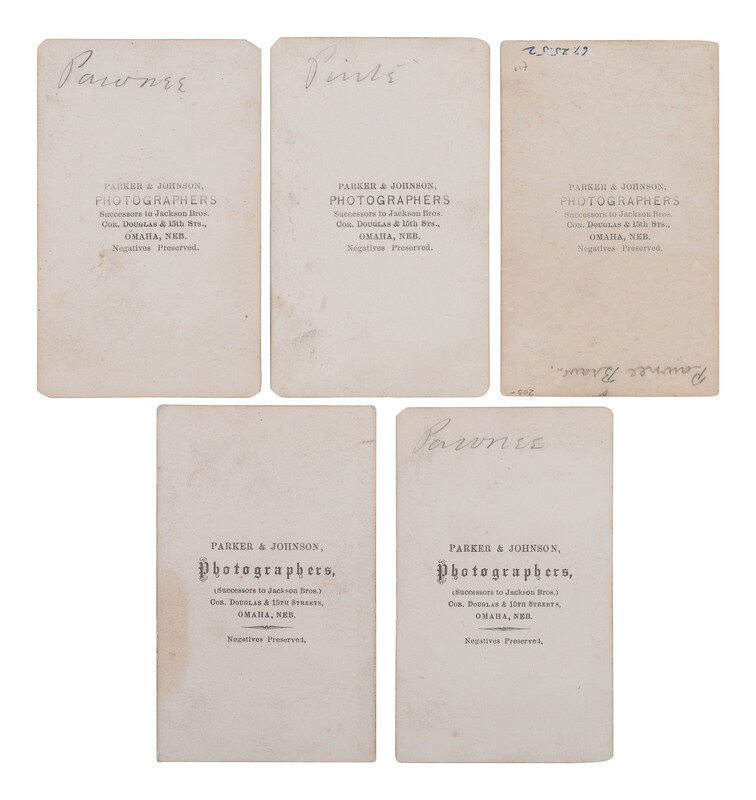 Pawnee
PARKER & JOHNSON,
PHOTOGRAPHERS
Successors to Jackson Bros.
Cor. Douglas & 15th Sts.,
OMAHA, NEB.
Negatives Preserved.
Piute
PARKER & JOHNSON,
PHOTOGRAPHERS
Successors to Jackson Bros.
Cor. Douglas & 15th Sts.,
OMAHA, NEB.
Negatives Preserved.
PARKER & JOHNSON,
PHOTOGRAPHERS
Successors to Jackson Bros.
Cor. Douglas & 15th Sts.,
OMAHA, NEB.
Negatives Preserved.
Pawnee Brave.
200-
PARKER & JOHNSON,
Photographers,
(Successors to Jackson Bros.)
Cor. Douglas & 15th Streets,
OMAHA, NEB.
Negatives Preserved,
Pawnee
PARKER & JOHNSON,
Photographers,
(Successors to Jackson Bros.)
Cor. Douglas & 15th Streets,
OMAHA, NEB.
Negatives Preserved,